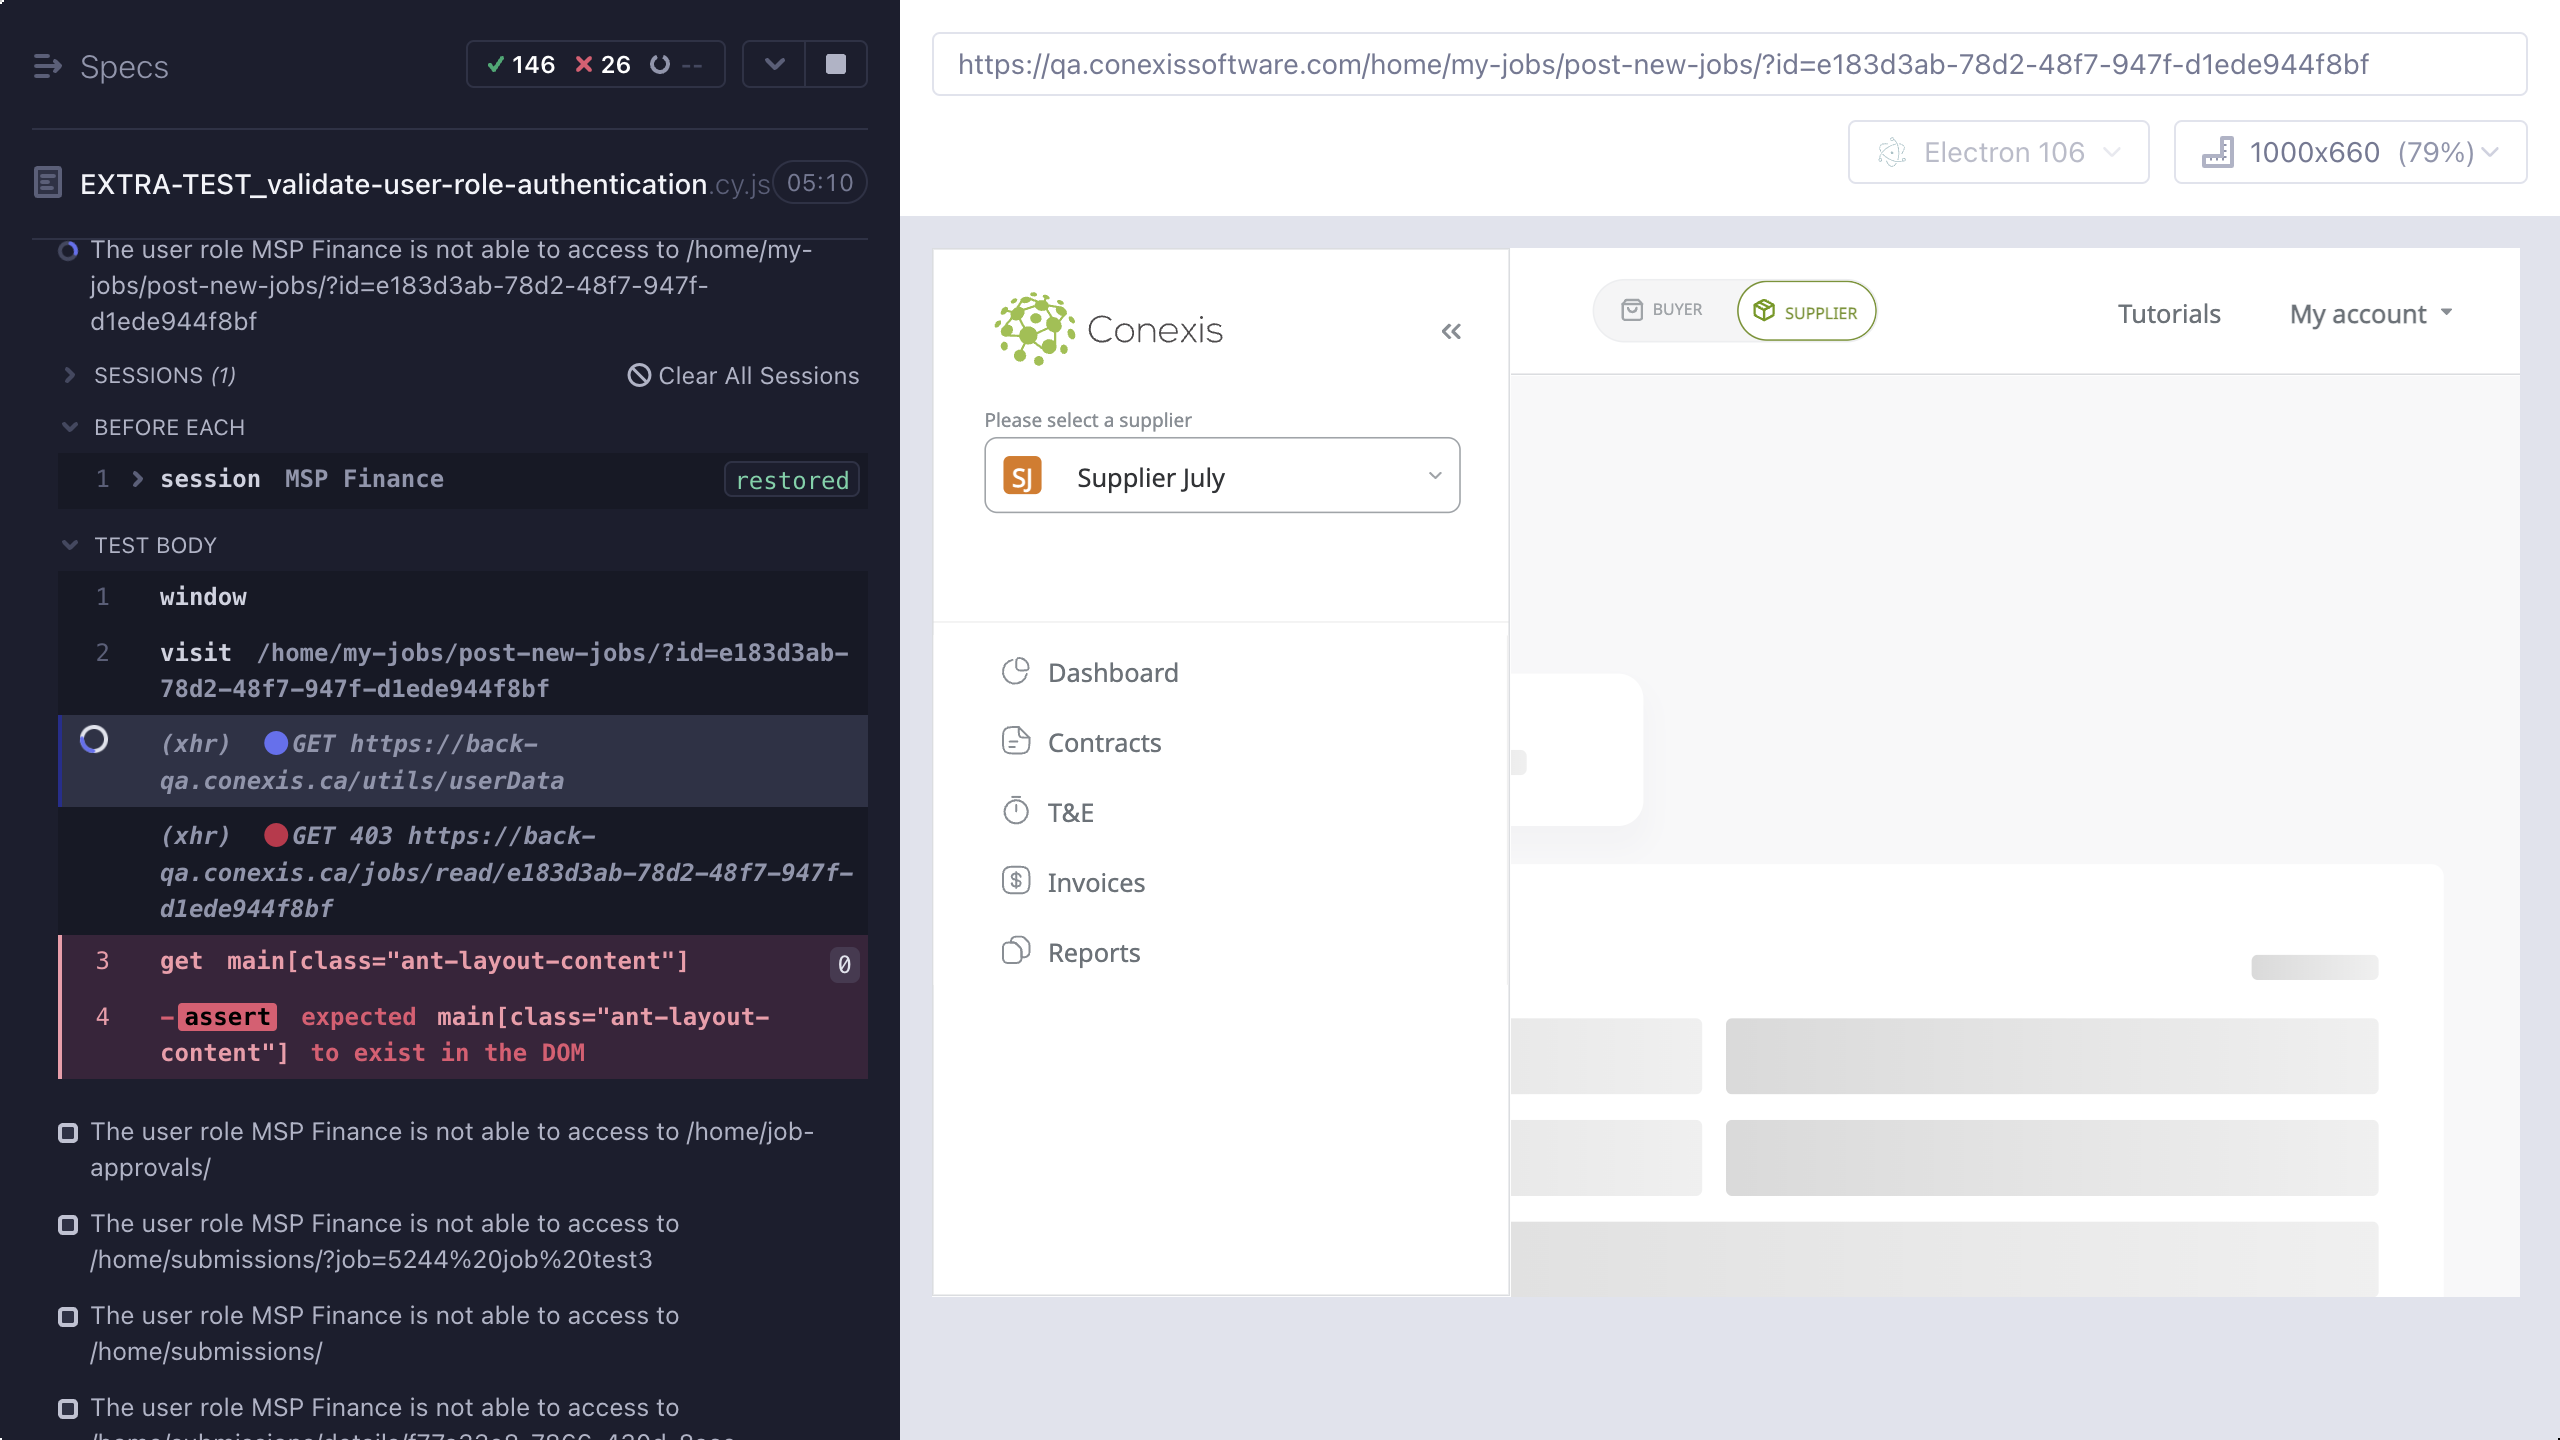 Specs
146 26 --
EXTRA-TEST_validate-user-role-authentication.cy.js 05:10
The user role MSP Finance is not able to access to /home/my-
jobs/post-new-jobs/?id=e183d3ab-78d2-48f7-947f-
d1ede944f8bf
SESSIONS (1) Clear All Sessions
BEFORE EACH
1 session MSP Finance restored
TEST BODY
1 window
2 visit /home/my-jobs/post-new-jobs/?id=e183d3ab-
78d2-48f7-947f-d1ede944f8bf
(xhr) GET https://back-
qa.conexis.ca/utils/userData
(xhr) GET 403 https://back-
qa.conexis.ca/jobs/read/e183d3ab-78d2-48f7-947f-
d1ede944f8bf
3 get main[class="ant-layout-content"] 0
4 -assert expected main[class="ant-layout-
content"] to exist in the DOM
The user role MSP Finance is not able to access to /home/job-
approvals/
The user role MSP Finance is not able to access to
/home/submissions/?job=5244%20job%20test3
The user role MSP Finance is not able to access to
/home/submissions/
The user role MSP Finance is not able to access to
https://qa.conexissoftware.com/home/my-jobs/post-new-jobs/?id=e183d3ab-78d2-48f7-947f-d1ede944f8bf
Electron 106
1000x660 (79%)
Conexis
BUYER
SUPPLIER
Tutorials
My account
Please select a supplier
SJ Supplier July
Dashboard
Contracts
T&E
Invoices
Reports